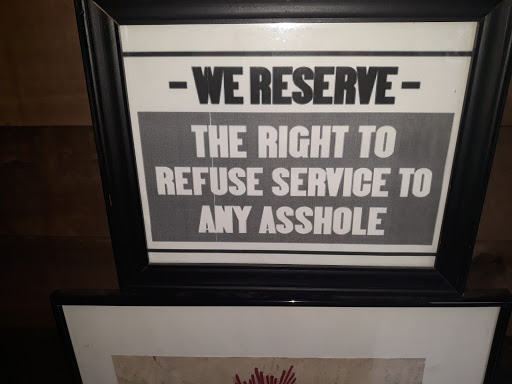 - WE RESERVE -
THE RIGHT TO
REFUSE SERVICE TO
ANY ASSHOLE